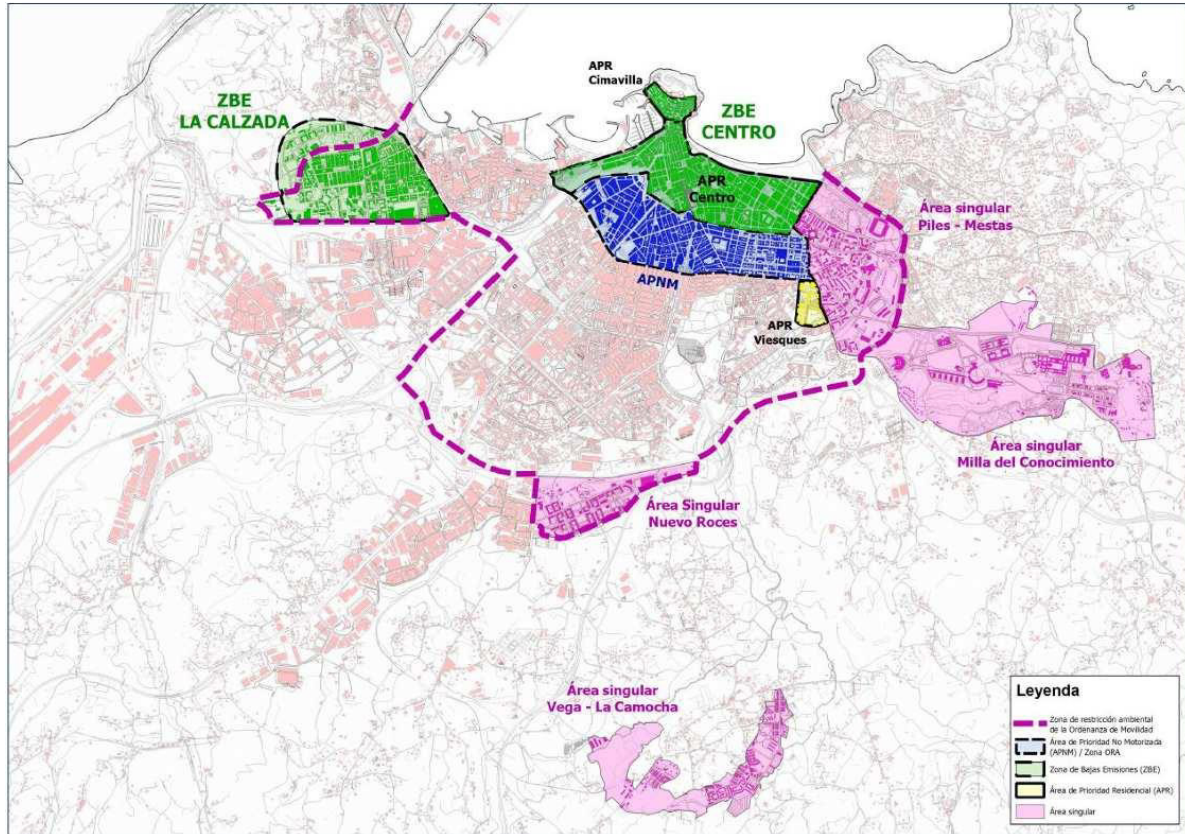 APR
Cimavilla
ZBE
LA CALZADA
ZBE
CENTRO
APR
Centro
Área singular
Piles - Mestas
APNM
APR
Viesques
Área singular
Milla del Conocimiento
Área Singular
Nuevo Roces
Área singular
Vega - La Camocha
Leyenda
Zona de restricción ambiental
de la Ordenanza de Movilidad
Área de Prioridad No Motorizada
(APNM) / Zona ORA
Zona de Bajas Emisiones (ZBE)
Área de Prioridad Residencial (APR)
Área singular